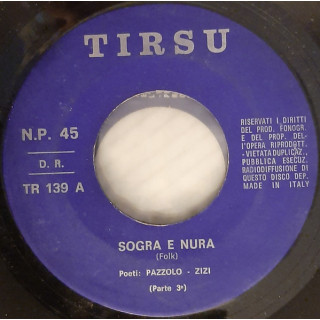 TIRSU
N.P. 45
D. R.
TR 139 A
RISERVATI I DIRITTI
DEL PROD. FONOGR.
E DEL PROP. DEL-
L'OPERA RIPRODOTT.
-VIETATA DUPLICAZ.
PUBBLICA ESECUZ.
RADIODIFFUSIONE DI
QUESTO DISCO DEP.
MADE IN ITALY
SOGRA E NURA
(Folk)
Poeti: PAZZOLO - ZIZI
(Parte 3ª)